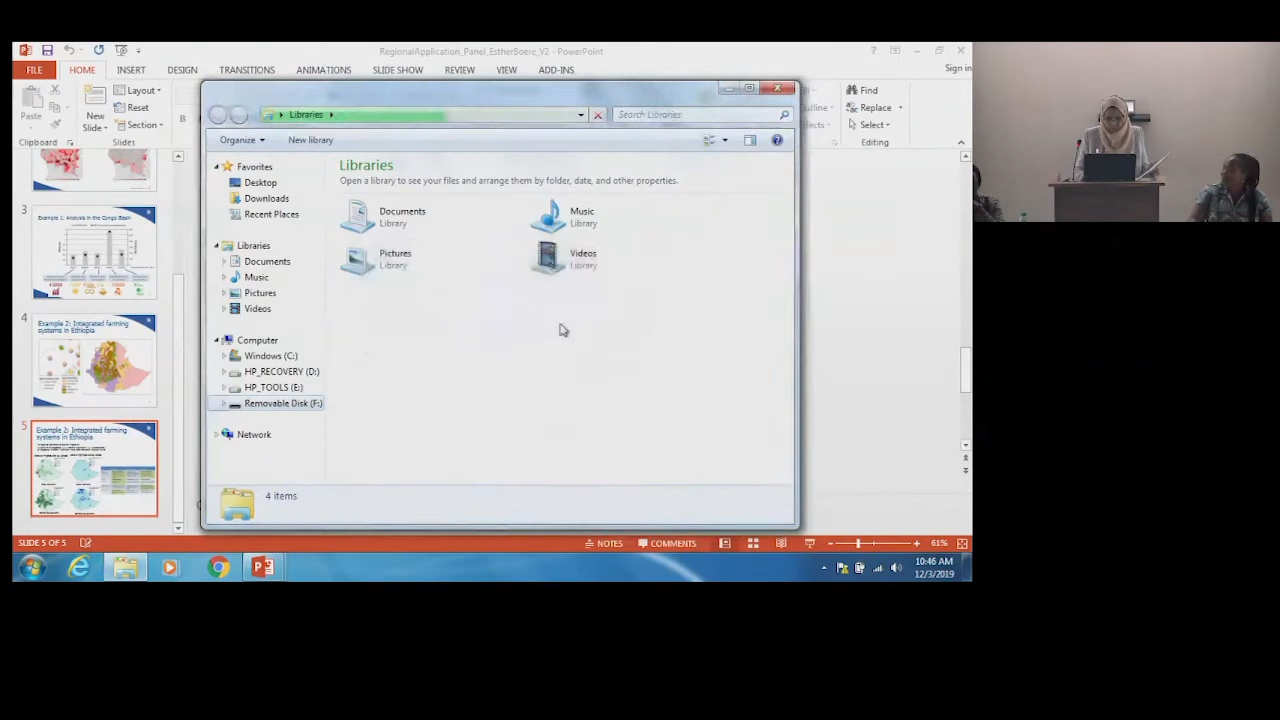 RegionalApplication_Panel_EstherBoere_V2 - PowerPoint
FILE HOME INSERT DESIGN TRANSITIONS ANIMATIONS SLIDE SHOW REVIEW VIEW ADD-INS Sign in
Paste
Clipboard
New
Slide
Layout
Reset
Section
Slides
B
Find
Replace
Select
Editing
Libraries
Search Libraries
Organize New library
Favorites
Desktop
Downloads
Recent Places
Libraries
Documents
Music
Pictures
Videos
Computer
Windows (C:)
HP_RECOVERY (D:)
HP_TOOLS (E:)
Removable Disk (F:)
Network
Libraries
Open a library to see your files and arrange them by folder, date, and other properties.
Documents
Library
Music
Library
Pictures
Library
Videos
Library
4 items
3
Example 1: Analysis in the Congo Basin
4
Example 2: Integrated farming
systems in Ethiopia
5
Example 2: Integrated farming
systems in Ethiopia
SLIDE 5 OF 5
NOTES COMMENTS 61%
10:46 AM
12/3/2019